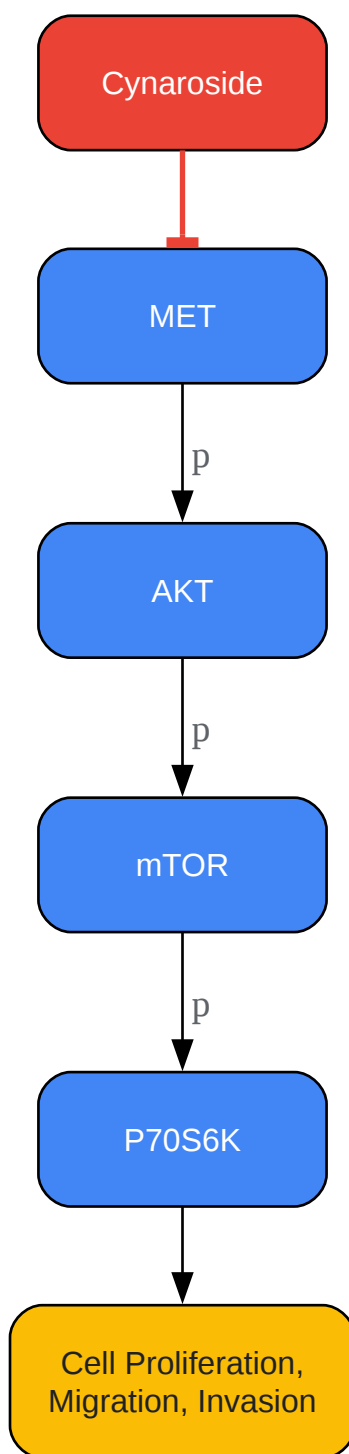 Cynaroside
MET
p
AKT
p
mTOR
p
P70S6K
Cell Proliferation,
Migration, Invasion